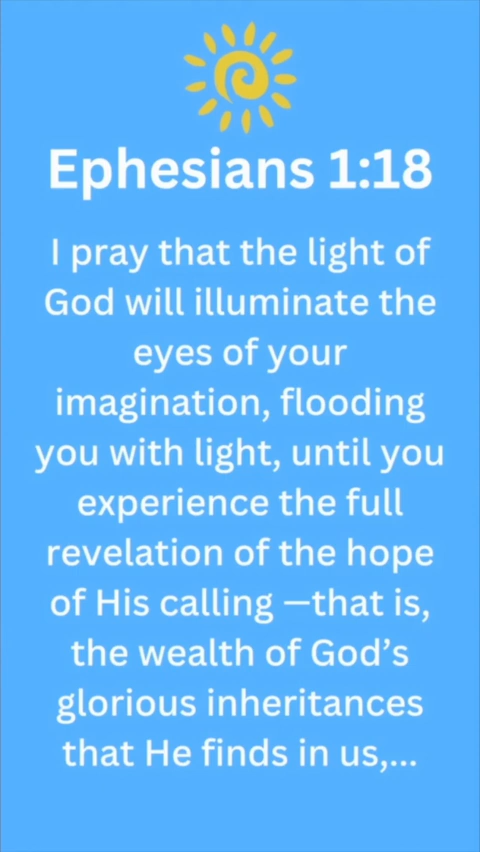 Ephesians 1:18
I pray that the light of
God will illuminate the
eyes of your
imagination, flooding
you with light, until you
experience the full
revelation of the hope
of His calling —that is,
the wealth of God’s
glorious inheritances
that He finds in us,...